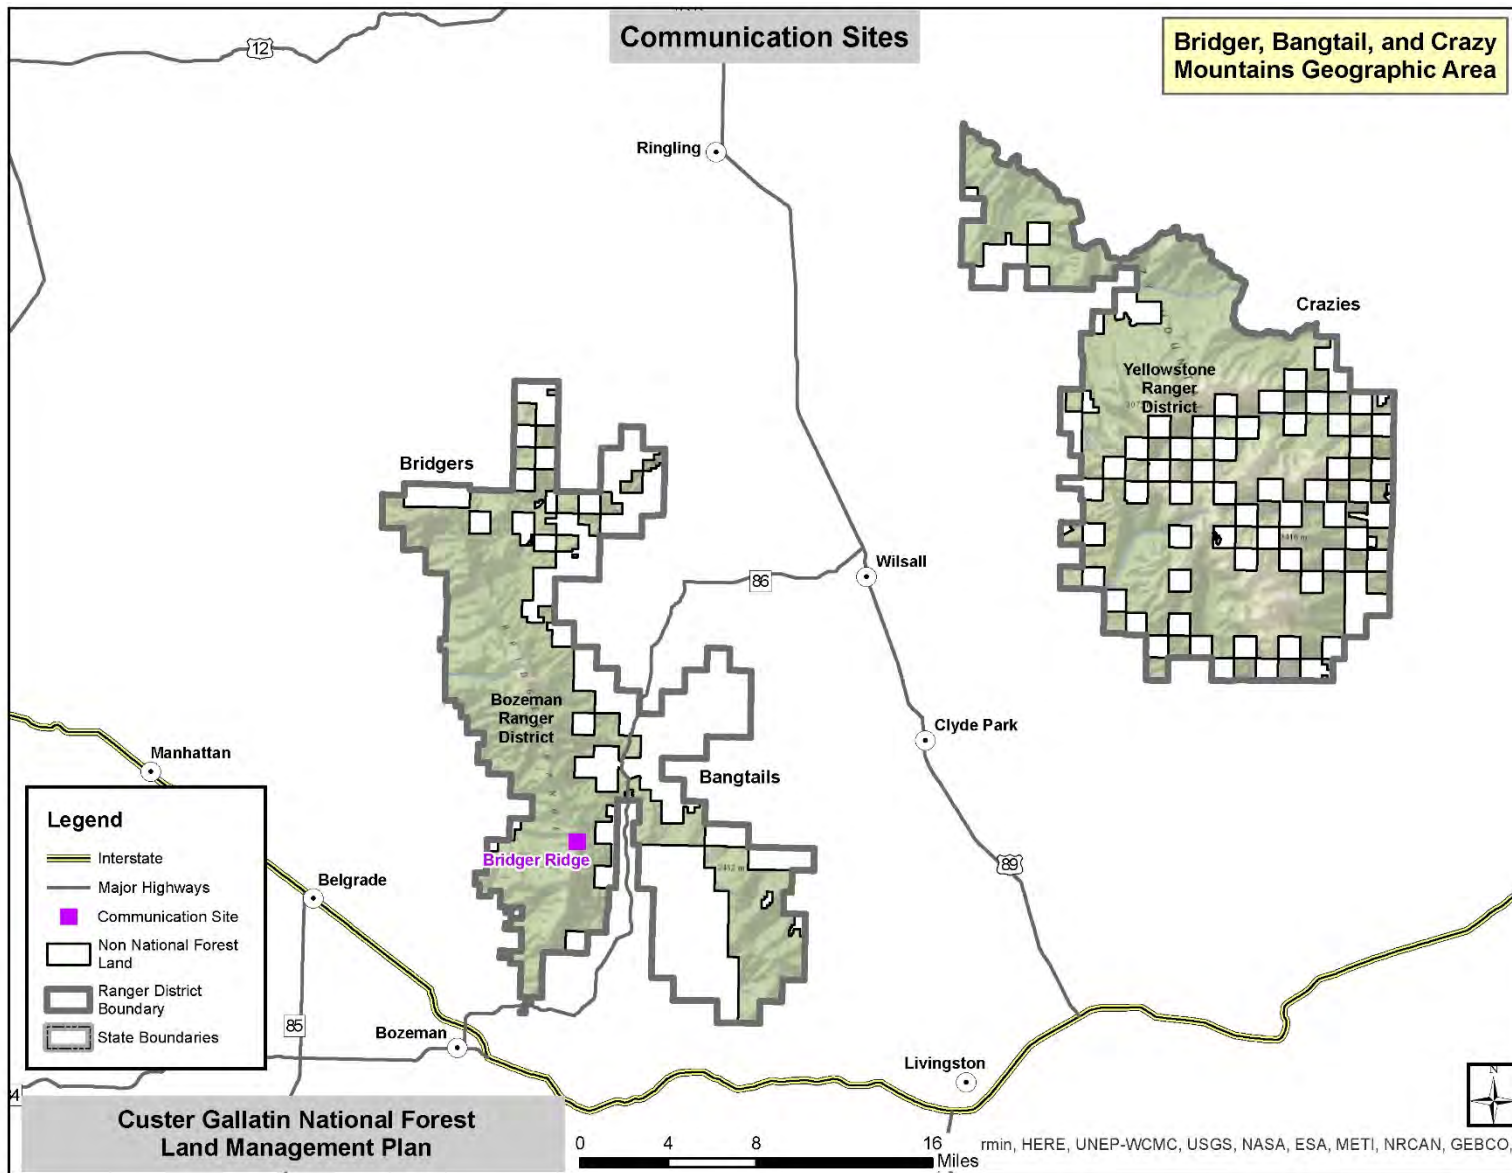 Communication Sites
Bridger, Bangtail, and Crazy
Mountains Geographic Area
12
Ringling
Crazies
Yellowstone
Ranger
District
Bridgers
86
Wilsall
Bozeman
Ranger
District
Clyde Park
Manhattan
Bangtails
Bridger Ridge
2412 m
89
Belgrade
Legend
Interstate
Major Highways
Communication Site
Non National Forest
Land
Ranger District
Boundary
State Boundaries
85
Bozeman
Livingston
N
Custer Gallatin National Forest
Land Management Plan
0 4 8 16
Miles
rmin, HERE, UNEP-WCMC, USGS, NASA, ESA, METI, NRCAN, GEBCO,